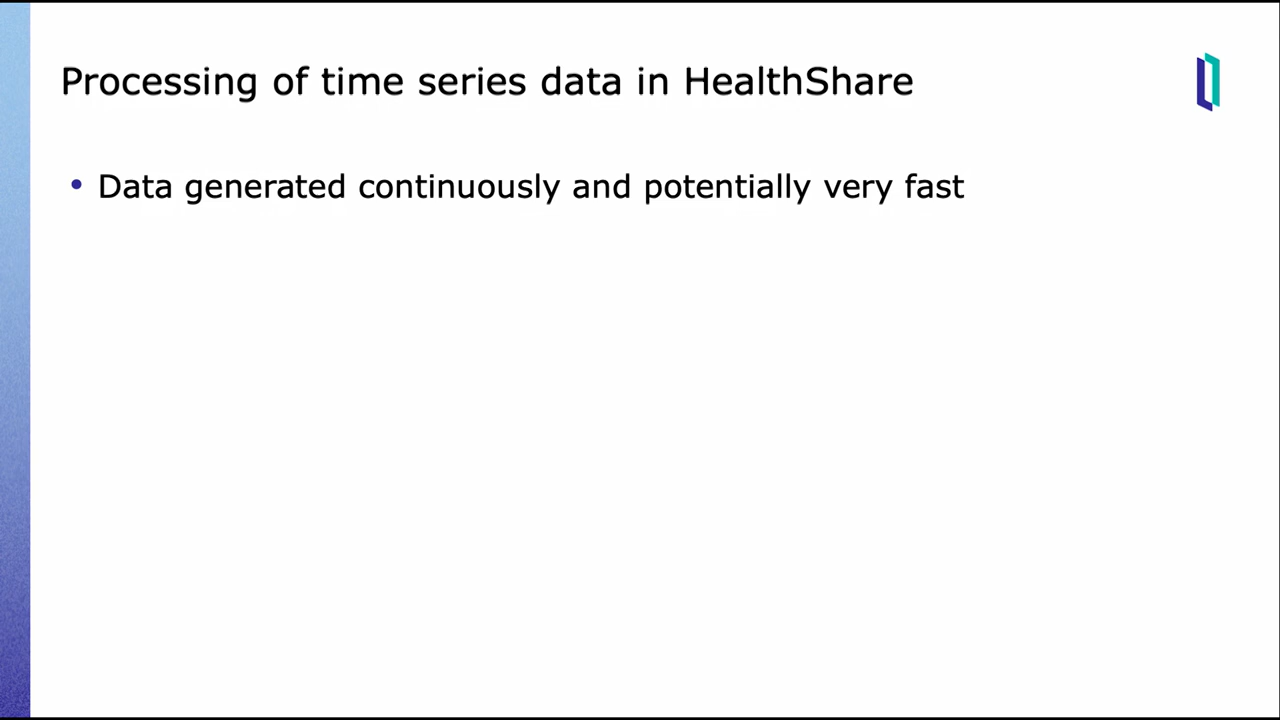 Processing of time series data in HealthShare
• Data generated continuously and potentially very fast